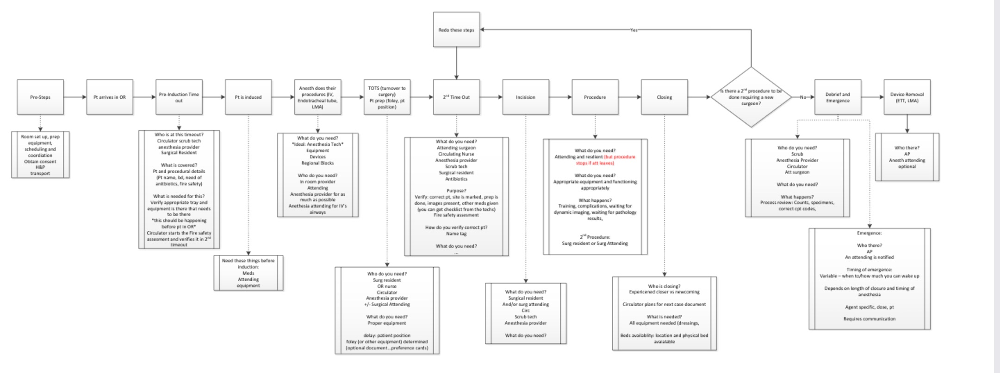 Redo these steps
Yes
Pre-Steps
Pt arrives in OR
Pre-Induction Time
out
Pt is induced
Anesth does their
procedures (IV,
Endotracheal tube,
LMA)
TOTS (turnover to
surgery)
Pt prep (foley, pt
position)
2nd Time Out
Incisision
Procedure
Closing
Is there a 2nd procedure to be
done requiring a new
surgeon?
No
Debrief and
Emergence
Device Removal
(ETT, LMA)
Room set up, prep
equipment,
scheduling and
coordiation
Obtain consent
H&P
transport
Who is at this timeout?
Circulator scrub tech
anesthesia provider
Surgical Resident
What is covered?
Pt and procedural details
(Pt name, bd, need of
anitbiotics, fire safety)
What is needed for this?
Verify appropriate tray and
equipment is there that needs
to be there
*this should be happening
before pt in OR*
Circulator starts the Fire safety
assesment and verifies it in 2nd
timeout
Need these things before
induction:
Meds
Attending
equipment
What do you need?
*Ideal: Anesthesia Tech*
Equipment
Devices
Regional Blocks
Who do you need?
In room provider
Attending
Anesthesia provider for as
much as possible
Anethesia attending for IV's
airways
Who do you need?
Surg resident
OR nurse
Circulator
Anesthesia provider
+/- Surgical Attending
What do you need?
Proper equipment
delay: patient position
foley (or other equipment) determined
(optional document...preference cards)
What do you need?
Attending surgeon
Circulating Nurse
Anesthesia provider
Scrub tech
Surgical resident
Antibiotics
Purpose?
Verify: correct pt, site is marked, prep is
done, images present, other meds given
(you can get checklist from the techs)
Fire safety assesment
How do you verify correct pt?
Name tag
What do you need?
...
What do you need?
Surgical resident
And/or surg attending
Circ
Scrub tech
Anesthesia provider
What do you need?
What do you need?
Attending and resdient (but procedure
stops if att leaves)
What do you need?
Appropriate equipment and functioning
appropriately
What happens?
Training, complications, waiting for
dynamic imaging, waiting for pathology
results,
2nd Procedure:
Surg resident or Surg Attending
Who is closing?
Expericened closer vs newcoming
Circulator plans for next case document
What is needed?
All equipment needed (dressings,
Beds availablity: location and physical bed
avaialable
Who do you need?
Scrub
Anesthesia Provider
Circulator
Att surgeon
What do you need?
What happens?
Process review: Counts, specimens,
correct cpt codes,
Emergence:
Who there?
AP
An attending is notified
Timing of emergence:
Variable – when to/how much you can wake up
Depends on length of closure and timing of
anesthesia
Agent specific, dose, pt
Requires communication
Who there?
AP
Anesth attending
optional